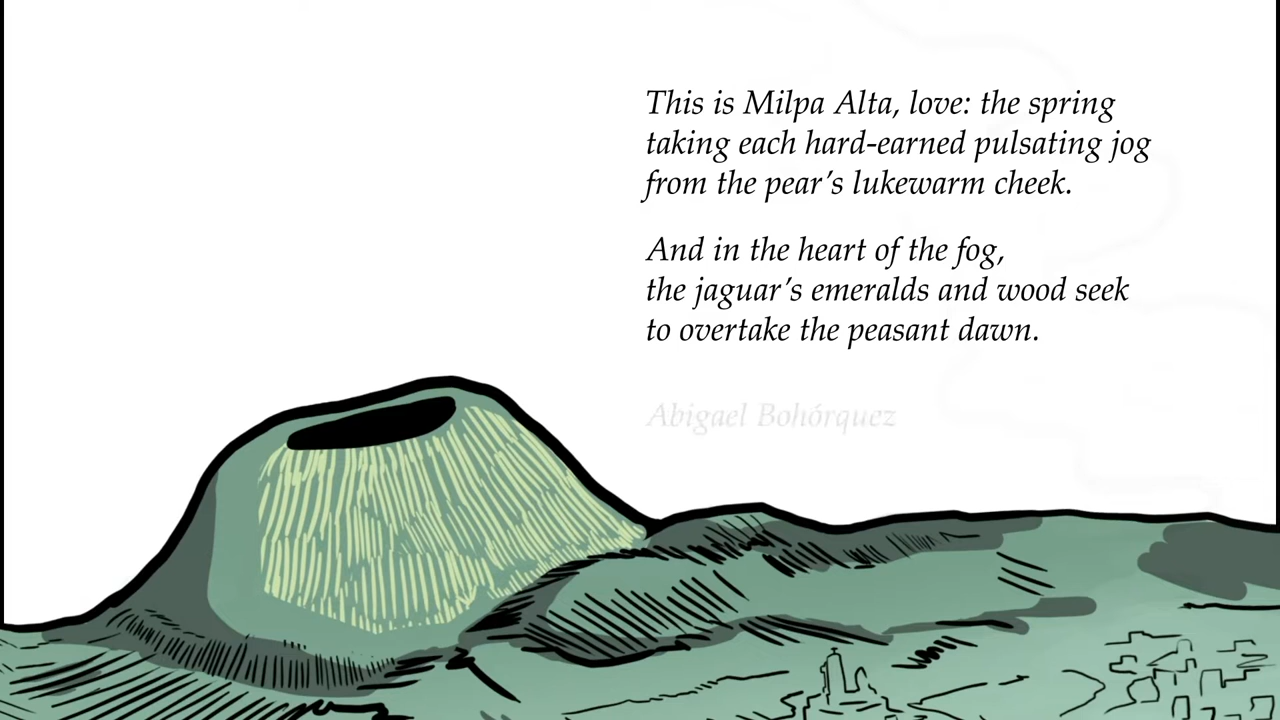 This is Milpa Alta, love: the spring
taking each hard-earned pulsating jog
from the pear’s lukewarm cheek.
And in the heart of the fog,
the jaguar’s emeralds and wood seek
to overtake the peasant dawn.
Abigael Bohórquez